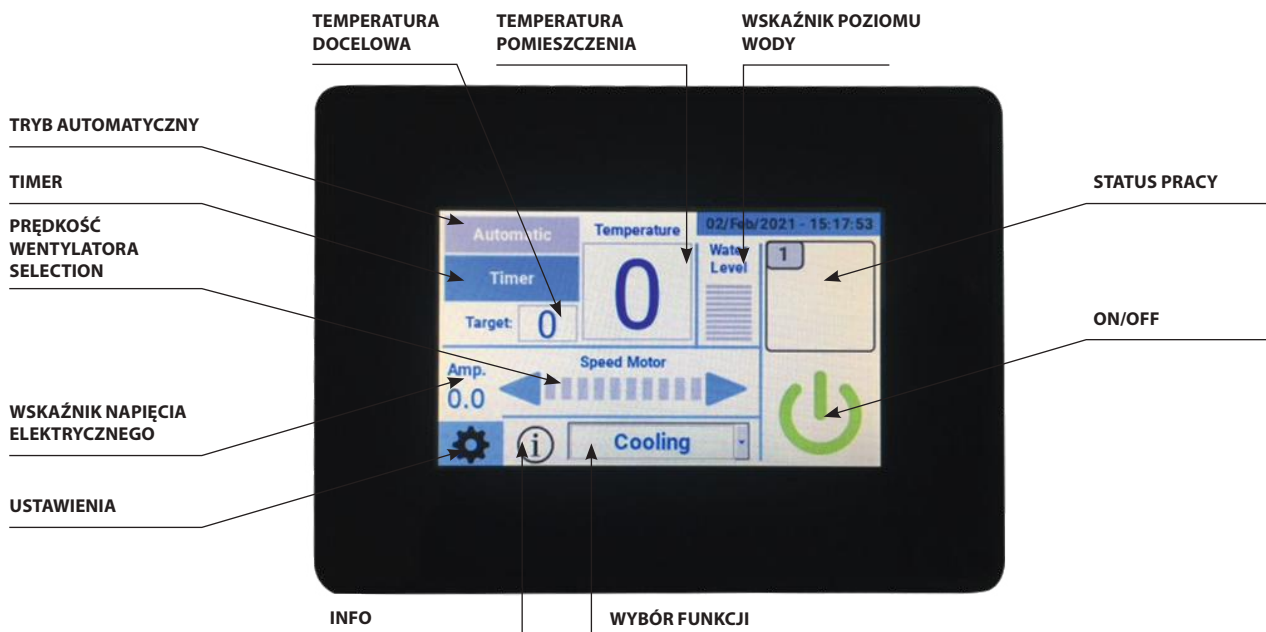 TEMPERATURA
DOCELOWA
TEMPERATURA
POMIESZCZENIA
WSKAŹNIK POZIOMU
WODY
TRYB AUTOMATYCZNY
TIMER
PRĘDKOŚĆ
WENTYLATORA
SELECTION
WSKAŹNIK NAPIĘCIA
ELEKTRYCZNEGO
USTAWIENIA
STATUS PRACY
ON/OFF
Automatic
Timer
Target: 0
Temperature
0
02/Feb/2021 - 15:17:53
Water
Level
1
Speed Motor
Amp.
0.0
i
Cooling
INFO
WYBÓR FUNKCJI